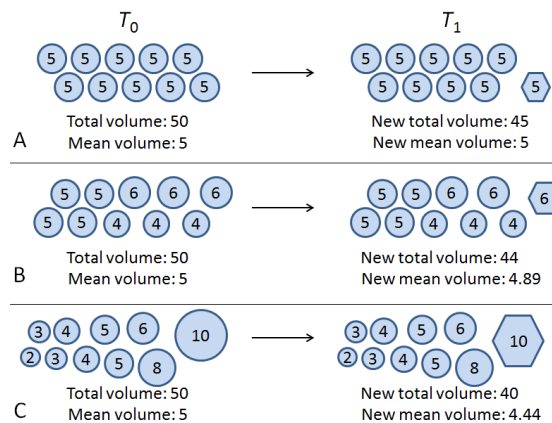 T0 T1
5 5 5 5 5 5 5 5 5 5
5 5 5 5 5 5 5 5 5 5
Total volume: 50 New total volume: 45
A Mean volume: 5 New mean volume: 5
5 5 6 6 6 5 5 6 6 6
5 5 4 4 4 5 5 4 4 4
Total volume: 50 New total volume: 44
B Mean volume: 5 New mean volume: 4.89
3 4 5 6 10 3 4 5 6 10
2 3 4 5 8 2 3 4 5 8
Total volume: 50 New total volume: 40
C Mean volume: 5 New mean volume: 4.44